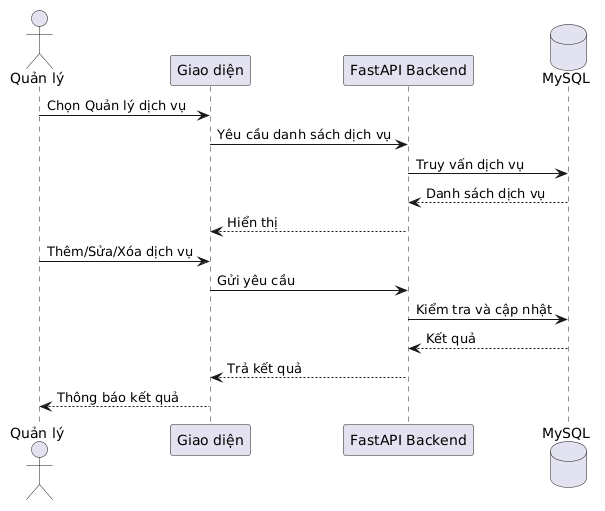 Quản lý
Giao diện
FastAPI Backend
MySQL
Chọn Quản lý dịch vụ
Yêu cầu danh sách dịch vụ
Truy vấn dịch vụ
Danh sách dịch vụ
Hiển thị
Thêm/Sửa/Xóa dịch vụ
Gửi yêu cầu
Kiểm tra và cập nhật
Kết quả
Trả kết quả
Thông báo kết quả
Quản lý
Giao diện
FastAPI Backend
MySQL